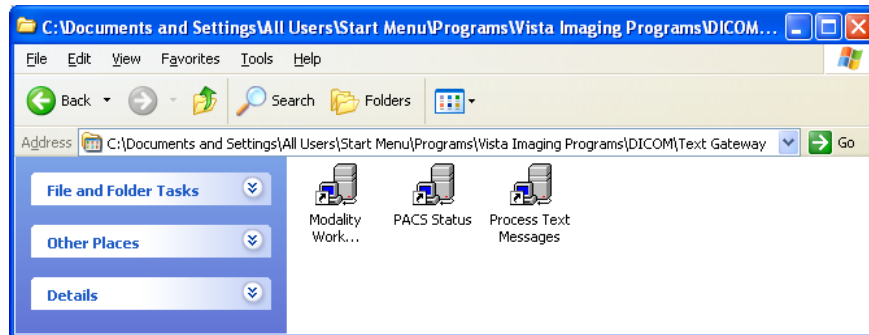 C:\Documents and Settings\All Users\Start Menu\Programs\Vista Imaging Programs\DICOM...
File Edit View Favorites Tools Help
Back Search Folders
Address C:\Documents and Settings\All Users\Start Menu\Programs\Vista Imaging Programs\DICOM\Text Gateway Go
File and Folder Tasks
Other Places
Details
Modality
Work...
PACS Status
Process Text
Messages